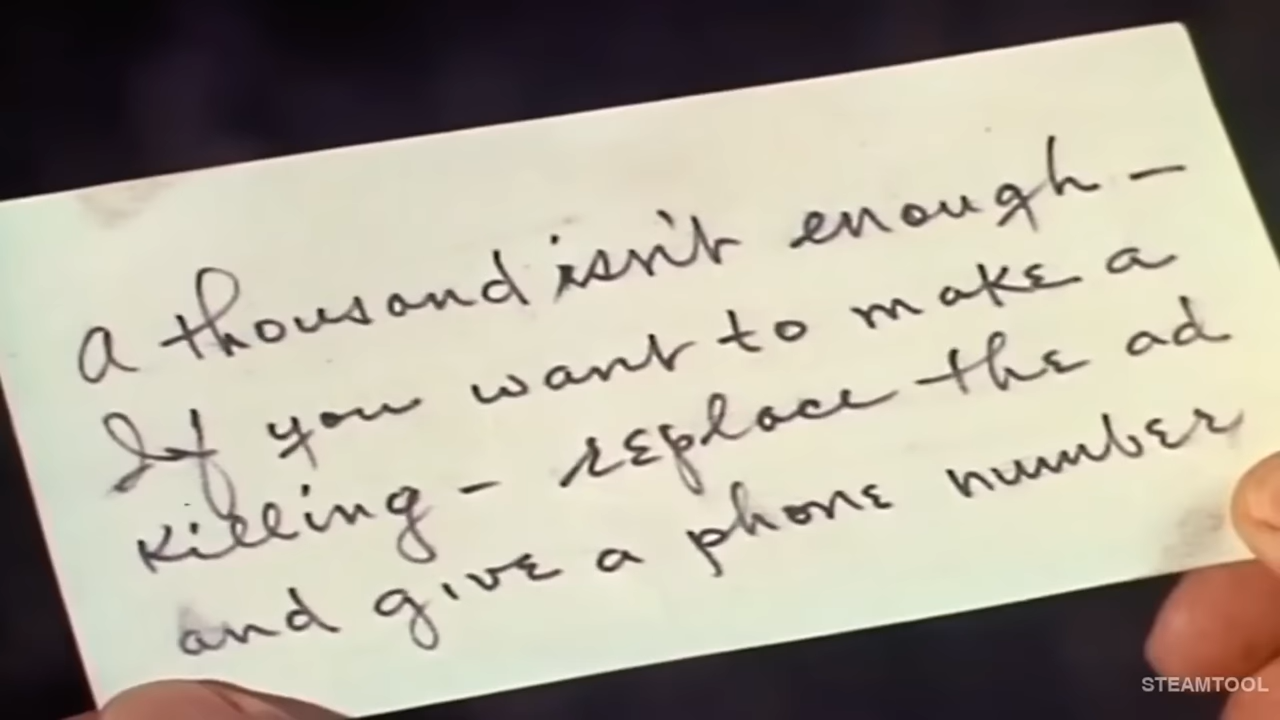 A thousand isn't enough —
If you want to make a
killing - replace the ad
and give a phone number
STEAMTOOL